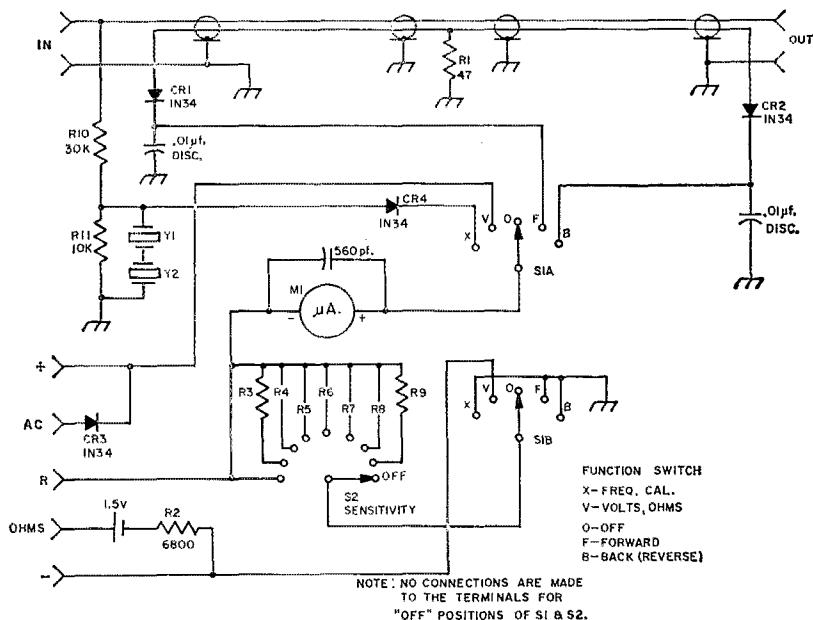 IN
OUT
R1
47
CR1
IN34
CR2
IN34
R10
30K
.01µf.
DISC.
CR4
IN34
V
O
F
B
X
.01µf.
DISC.
R11
10K
Y1
Y2
560pf.
S1A
M1
µA.
-
+
+
R3
R4
R5
R6
R7
R8
R9
V
O
F
B
X
AC
CR3
IN34
S1B
R
OFF
S2
SENSITIVITY
FUNCTION SWITCH
X-FREQ. CAL.
V-VOLTS, OHMS
O-OFF
F-FORWARD
B-BACK (REVERSE)
1.5V
R2
6800
OHMS
-
NOTE: NO CONNECTIONS ARE MADE
TO THE TERMINALS FOR
"OFF" POSITIONS OF S1 & S2.